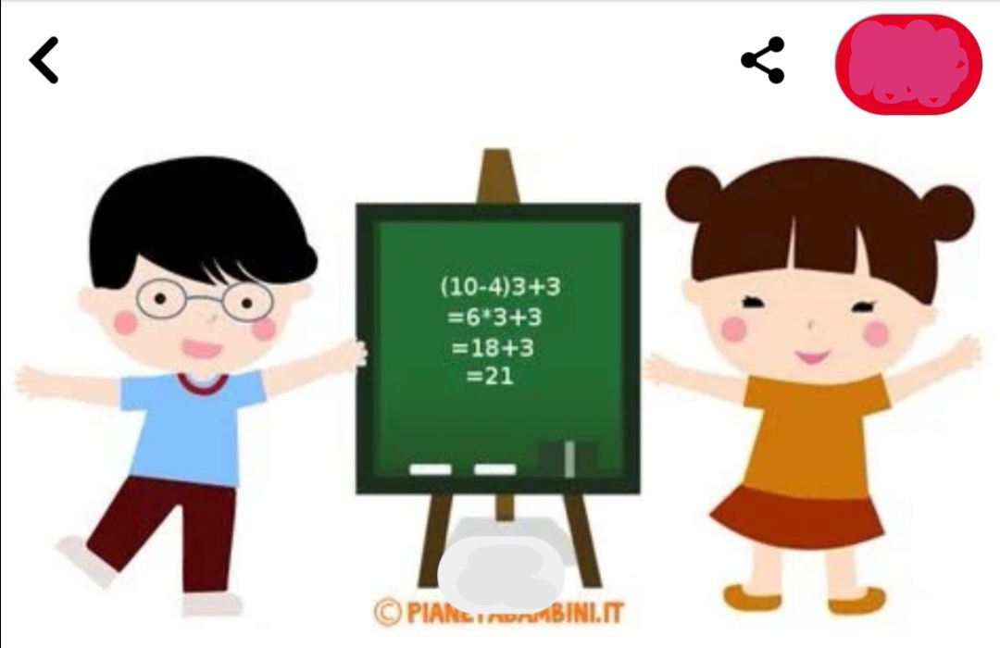 (10-4)3+3
=6*3+3
=18+3
=21
© PIANETABAMBINI.IT